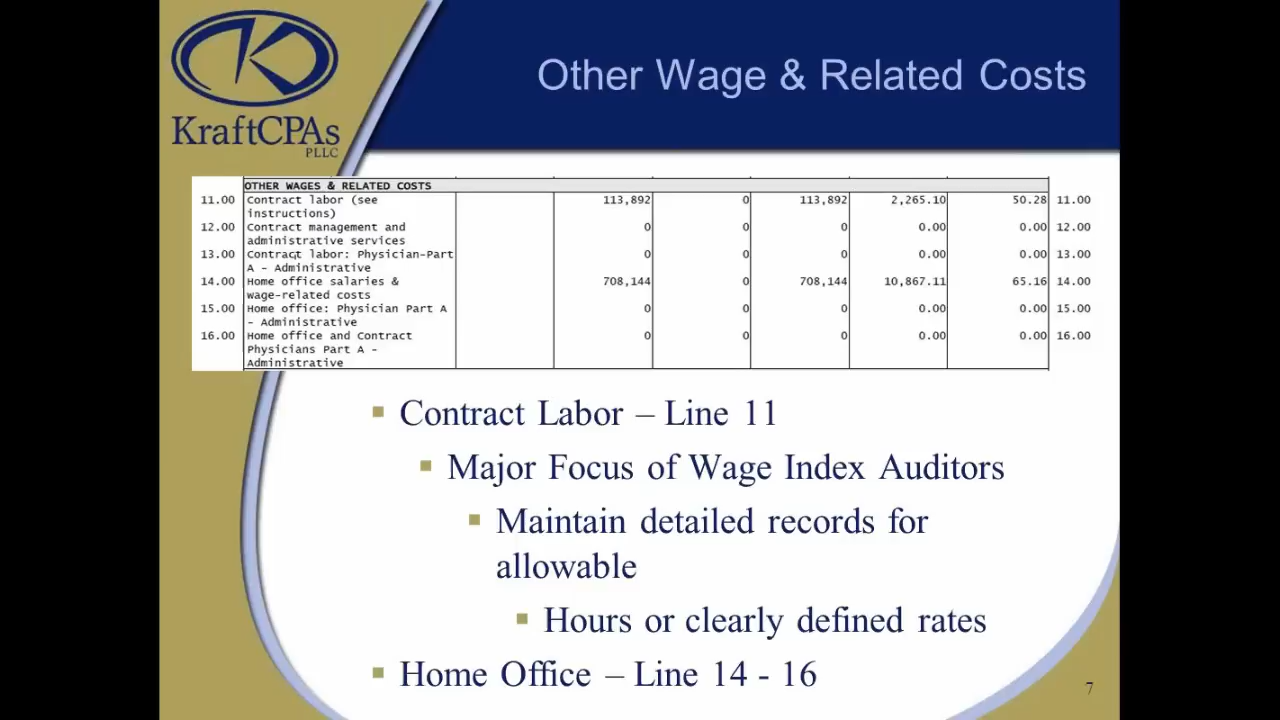 KraftCPAs
PLLC
Other Wage & Related Costs
OTHER WAGES & RELATED COSTS
11.00 Contract labor (see 113,892 0 113,892 2,265.10 50.28 11.00
instructions)
12.00 Contract management and 0 0 0 0.00 0.00 12.00
administrative services
13.00 Contract labor: Physician-Part 0 0 0 0.00 0.00 13.00
A - Administrative
14.00 Home office salaries & 708,144 0 708,144 10,867.11 65.16 14.00
wage-related costs
15.00 Home office: Physician Part A 0 0 0 0.00 0.00 15.00
- Administrative
16.00 Home office and Contract 0 0 0 0.00 0.00 16.00
Physicians Part A -
Administrative
Contract Labor – Line 11
Major Focus of Wage Index Auditors
Maintain detailed records for
allowable
Hours or clearly defined rates
Home Office – Line 14 - 16
7